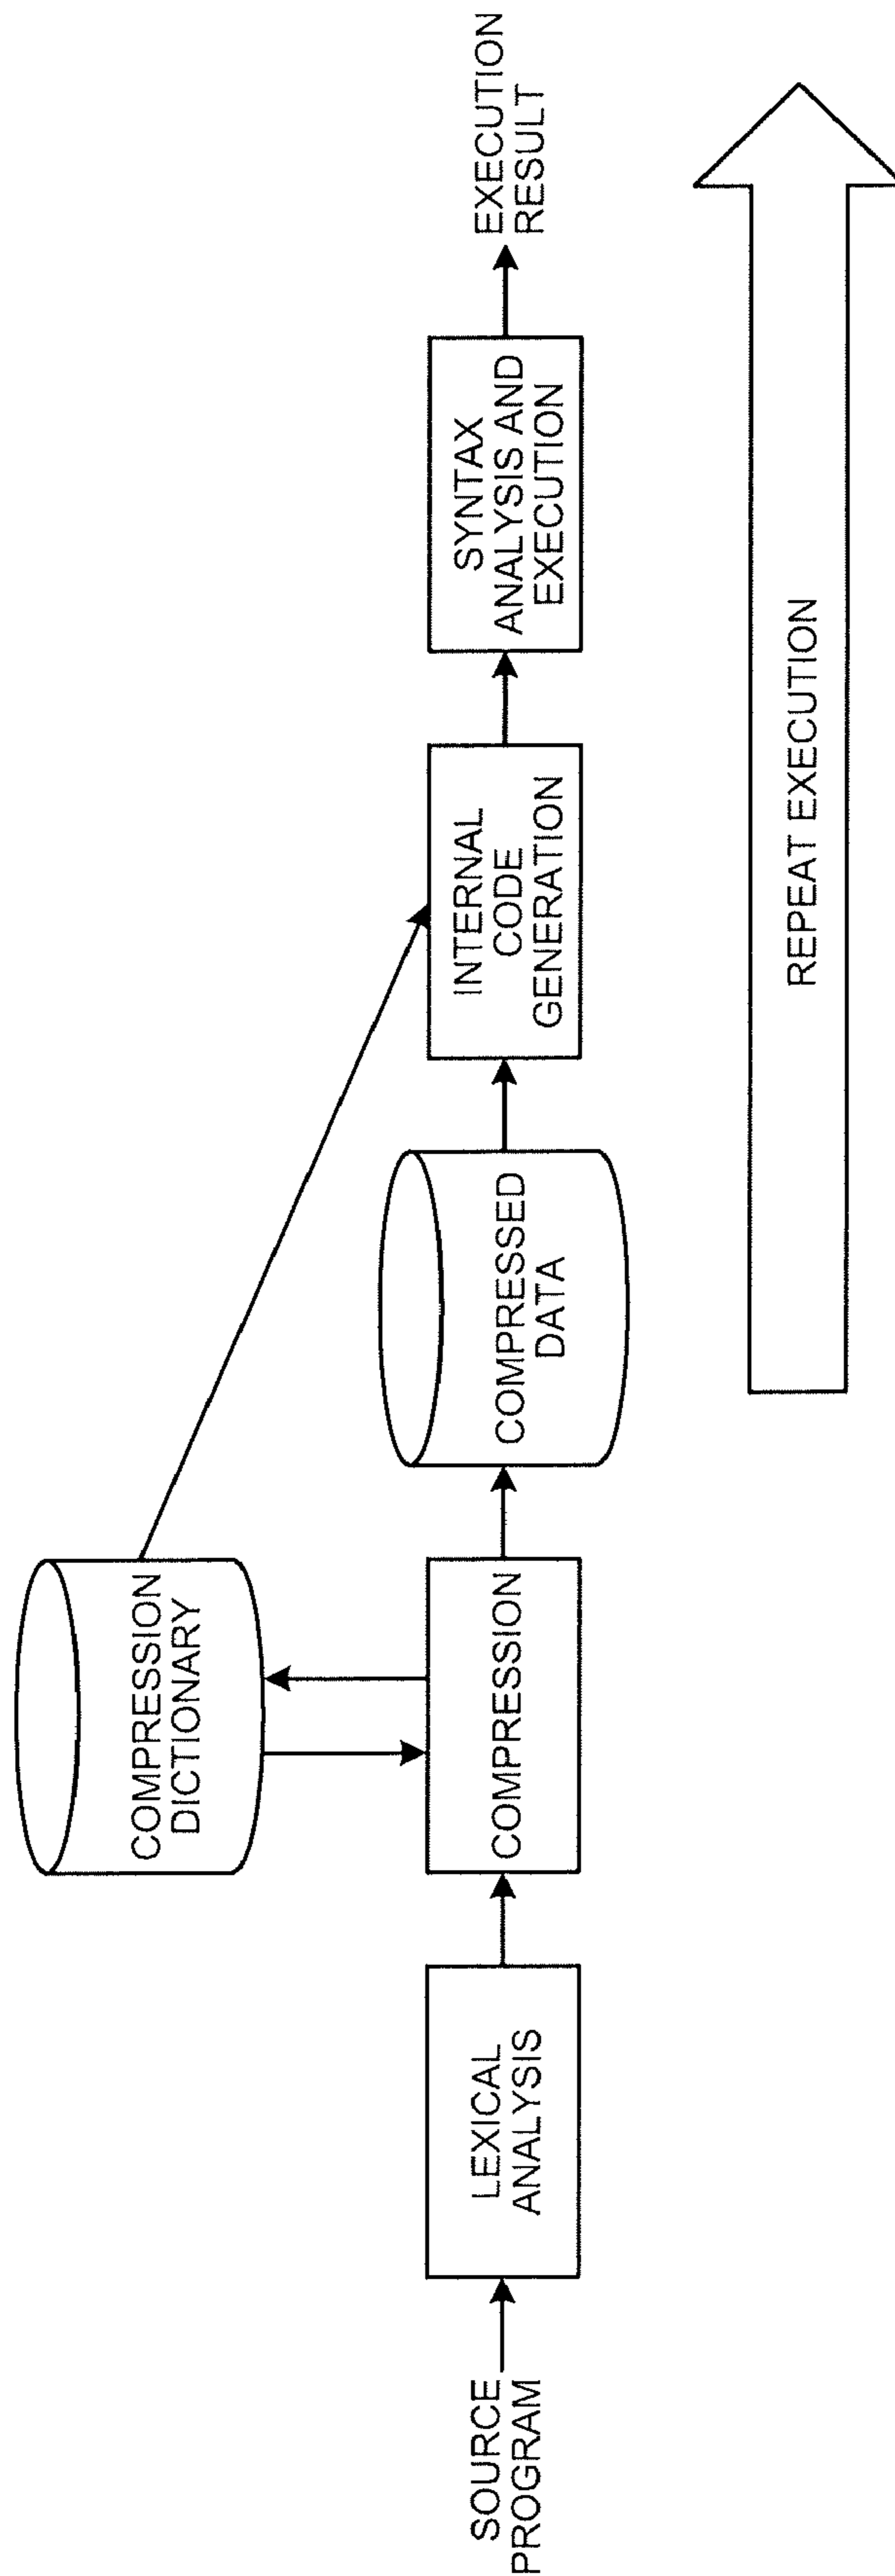 SOURCE
PROGRAM
LEXICAL
ANALYSIS
COMPRESSION
COMPRESSION
DICTIONARY
COMPRESSED
DATA
INTERNAL
CODE
GENERATION
SYNTAX
ANALYSIS AND
EXECUTION
EXECUTION
RESULT
REPEAT EXECUTION